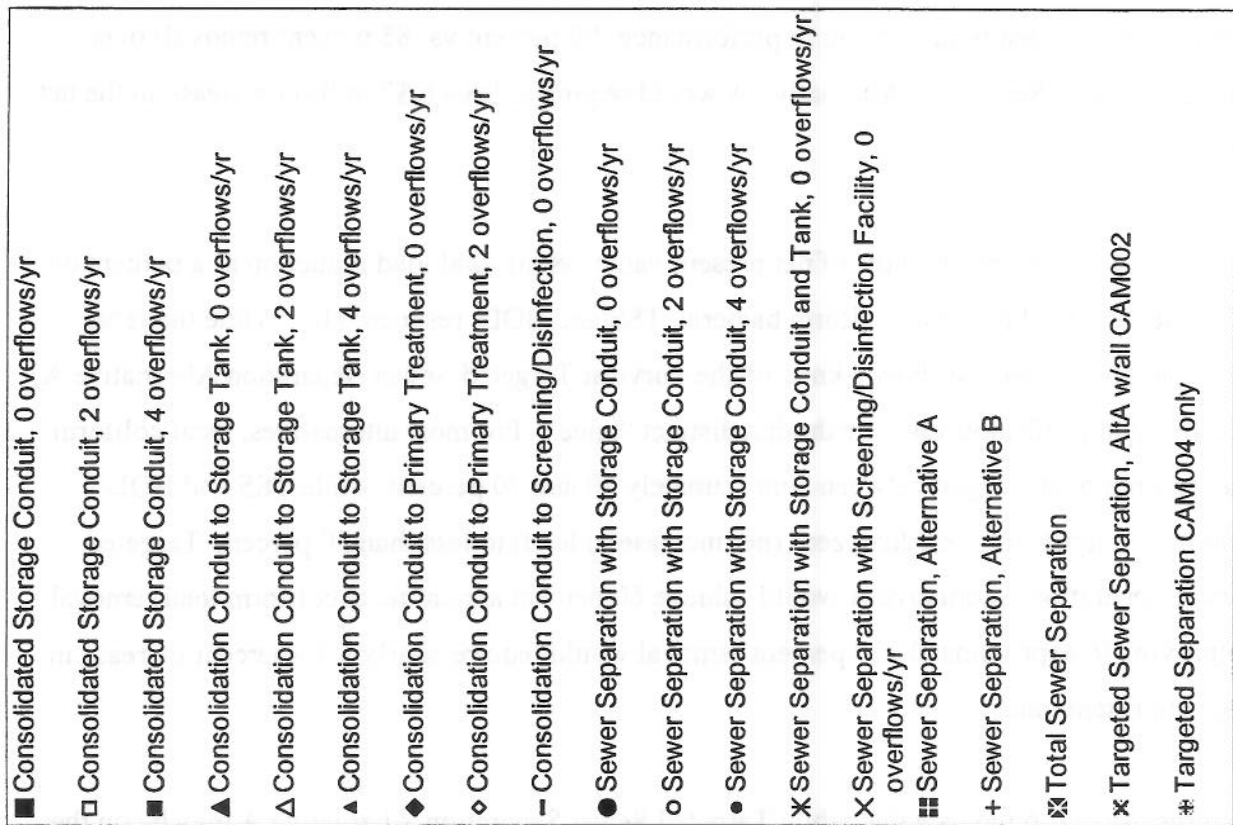 Consolidated Storage Conduit, 0 overflows/yr
Consolidated Storage Conduit, 2 overflows/yr
Consolidated Storage Conduit, 4 overflows/yr
Consolidation Conduit to Storage Tank, 0 overflows/yr
Consolidation Conduit to Storage Tank, 2 overflows/yr
Consolidation Conduit to Storage Tank, 4 overflows/yr
Consolidation Conduit to Primary Treatment, 0 overflows/yr
Consolidation Conduit to Primary Treatment, 2 overflows/yr
Consolidation Conduit to Screening/Disinfection, 0 overflows/yr
Sewer Separation with Storage Conduit, 0 overflows/yr
Sewer Separation with Storage Conduit, 2 overflows/yr
Sewer Separation with Storage Conduit, 4 overflows/yr
Sewer Separation with Storage Conduit and Tank, 0 overflows/yr
Sewer Separation with Screening/Disinfection Facility, 0
overflows/yr
Sewer Separation, Alternative A
Sewer Separation, Alternative B
Total Sewer Separation
Targeted Sewer Separation, AltA w/all CAM002
Targeted Separation CAM004 only